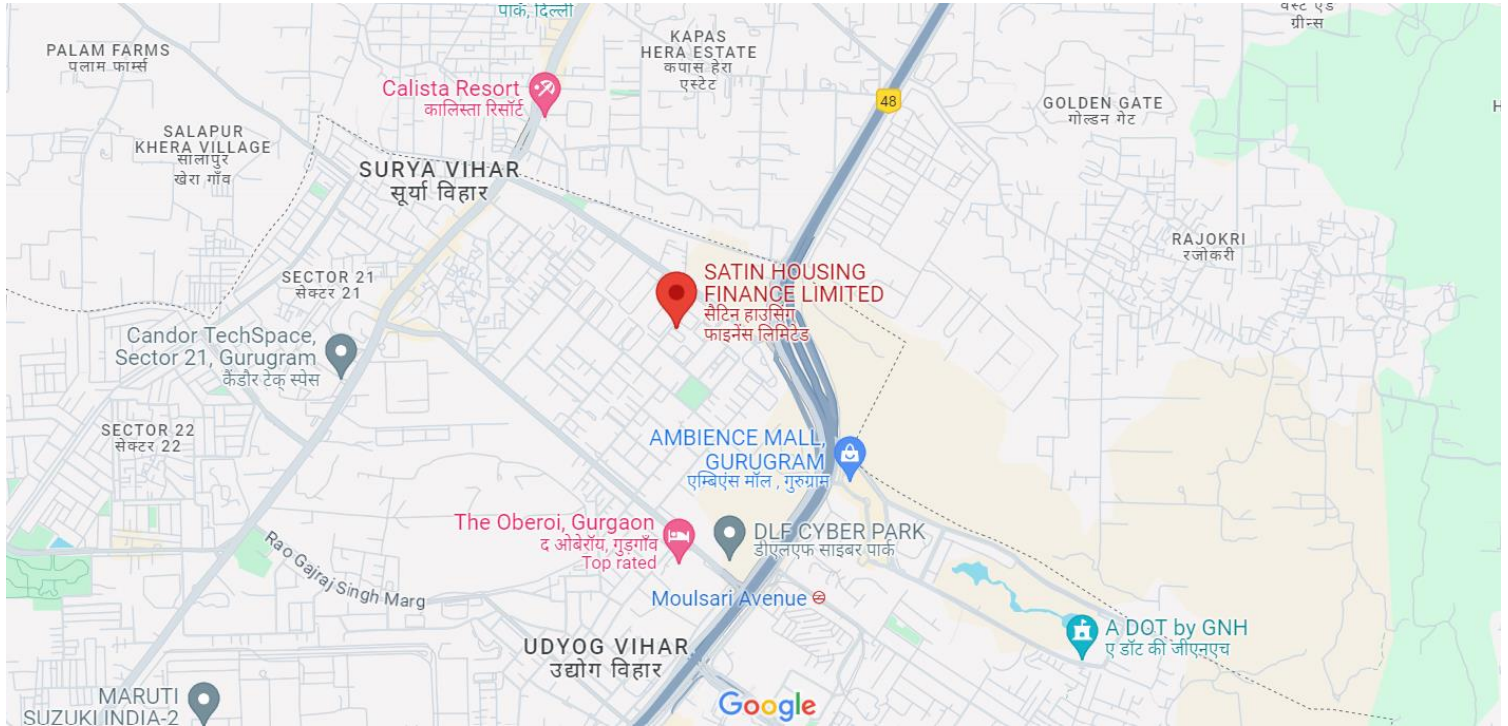 पार्क, दिल्ली
वेस्ट एंड
ग्रीन्स
PALAM FARMS
पालम फार्म्स
KAPAS
HERA ESTATE
कपास हेरा
एस्टेट
Calista Resort
कालिस्ता रिसॉर्ट
48
GOLDEN GATE
गोल्डन गेट
H
SALAPUR
KHERA VILLAGE
सालापुर
खेरा गाँव
SURYA VIHAR
सूर्या विहार
RAJOKRI
रजोकरी
SECTOR 21
सेक्टर 21
SATIN HOUSING
FINANCE LIMITED
सैटिन हाउसिंग
फाइनेंस लिमिटेड
Candor TechSpace,
Sector 21, Gurugram
कैंडौर टेक स्पेस
SECTOR 22
सेक्टर 22
AMBIENCE MALL,
GURUGRAM
एम्बिएंस मॉल , गुरुग्राम
The Oberoi, Gurgaon
द ओबेरॉय, गुड़गाँव
Top rated
DLF CYBER PARK
डीएलएफ साइबर पार्क
Rao Gajraj Singh Marg
Moulsari Avenue
A DOT by GNH
ए डॉट की जीएनएच
UDYOG VIHAR
उद्योग विहार
MARUTI
SUZUKI INDIA-2
Google